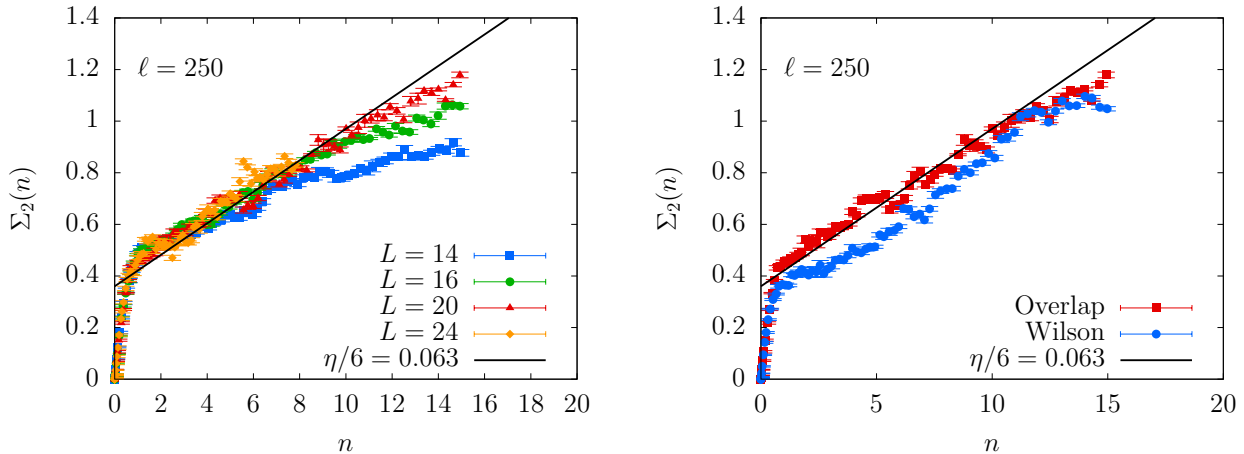 1.4
1.2
1
0.8
0.6
0.4
0.2
0
Σ₂(n)
ℓ = 250
L = 14
L = 16
L = 20
L = 24
η/6 = 0.063
0 2 4 6 8 10 12 14 16 18 20
n
1.4
1.2
1
0.8
0.6
0.4
0.2
0
Σ₂(n)
ℓ = 250
Overlap
Wilson
η/6 = 0.063
0 5 10 15 20
n